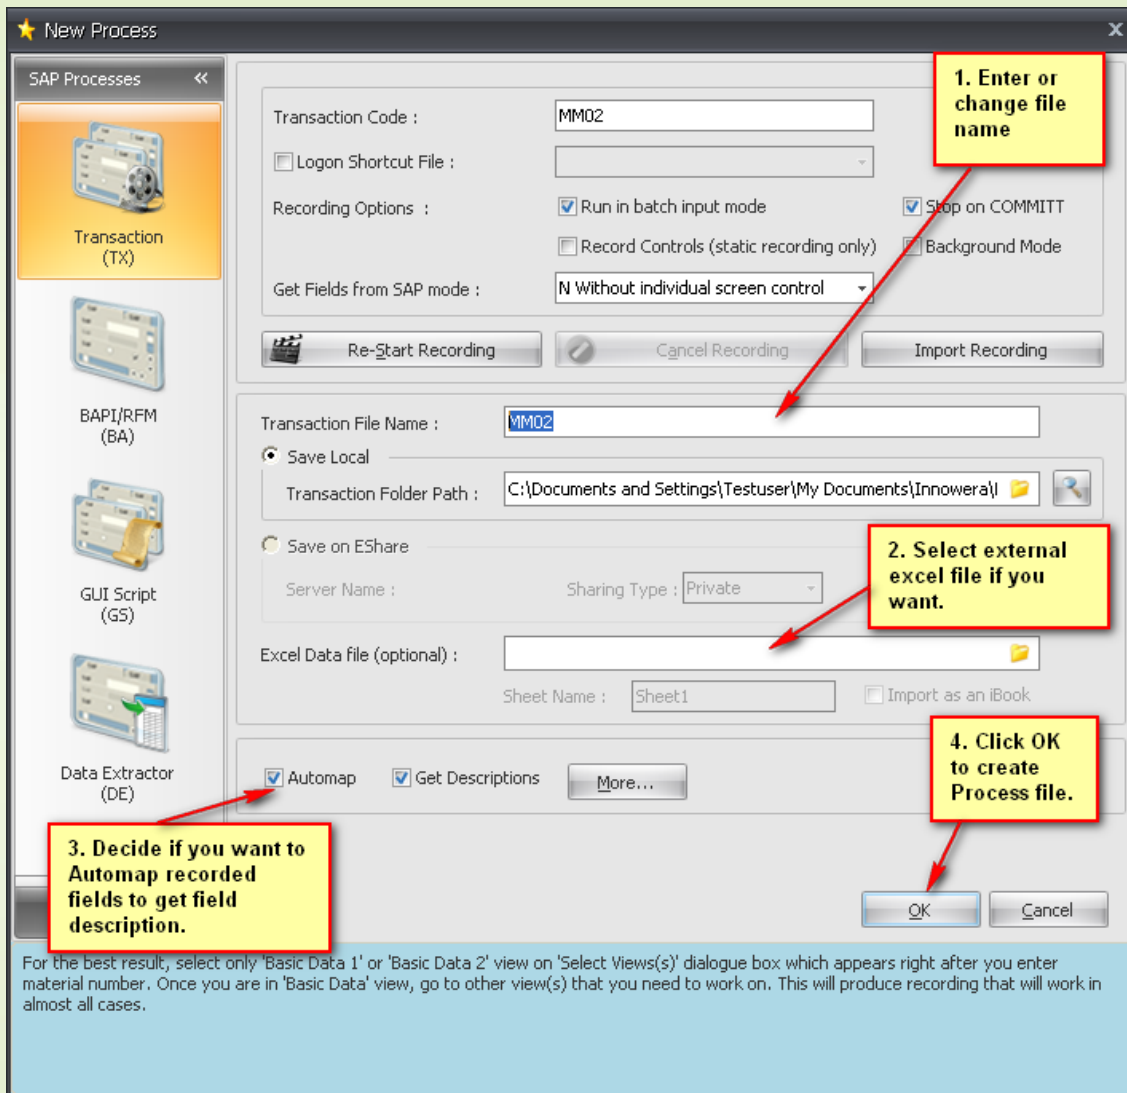 New Process
SAP Processes
Transaction
(TX)
BAPI/RFM
(BA)
GUI Script
(GS)
Data Extractor
(DE)
1. Enter or
change file
name
Transaction Code :
MM02
Logon Shortcut File :
Recording Options :
Run in batch input mode
Stop on COMMITT
Record Controls (static recording only)
Background Mode
Get Fields from SAP mode :
N Without individual screen control
Re-Start Recording
Cancel Recording
Import Recording
Transaction File Name :
MM02
Save Local
Transaction Folder Path :
C:\Documents and Settings\Testuser\My Documents\Innowera\
Save on EShare
Server Name :
Sharing Type :
Private
2. Select external
excel file if you
want.
Excel Data file (optional) :
Sheet Name :
Sheet1
Import as an iBook
Automap
Get Descriptions
More...
4. Click OK
to create
Process file.
3. Decide if you want to
Automap recorded
fields to get field
description.
OK
Cancel
For the best result, select only 'Basic Data 1' or 'Basic Data 2' view on 'Select Views(s)' dialogue box which appears right after you enter
material number. Once you are in 'Basic Data' view, go to other view(s) that you need to work on. This will produce recording that will work in
almost all cases.